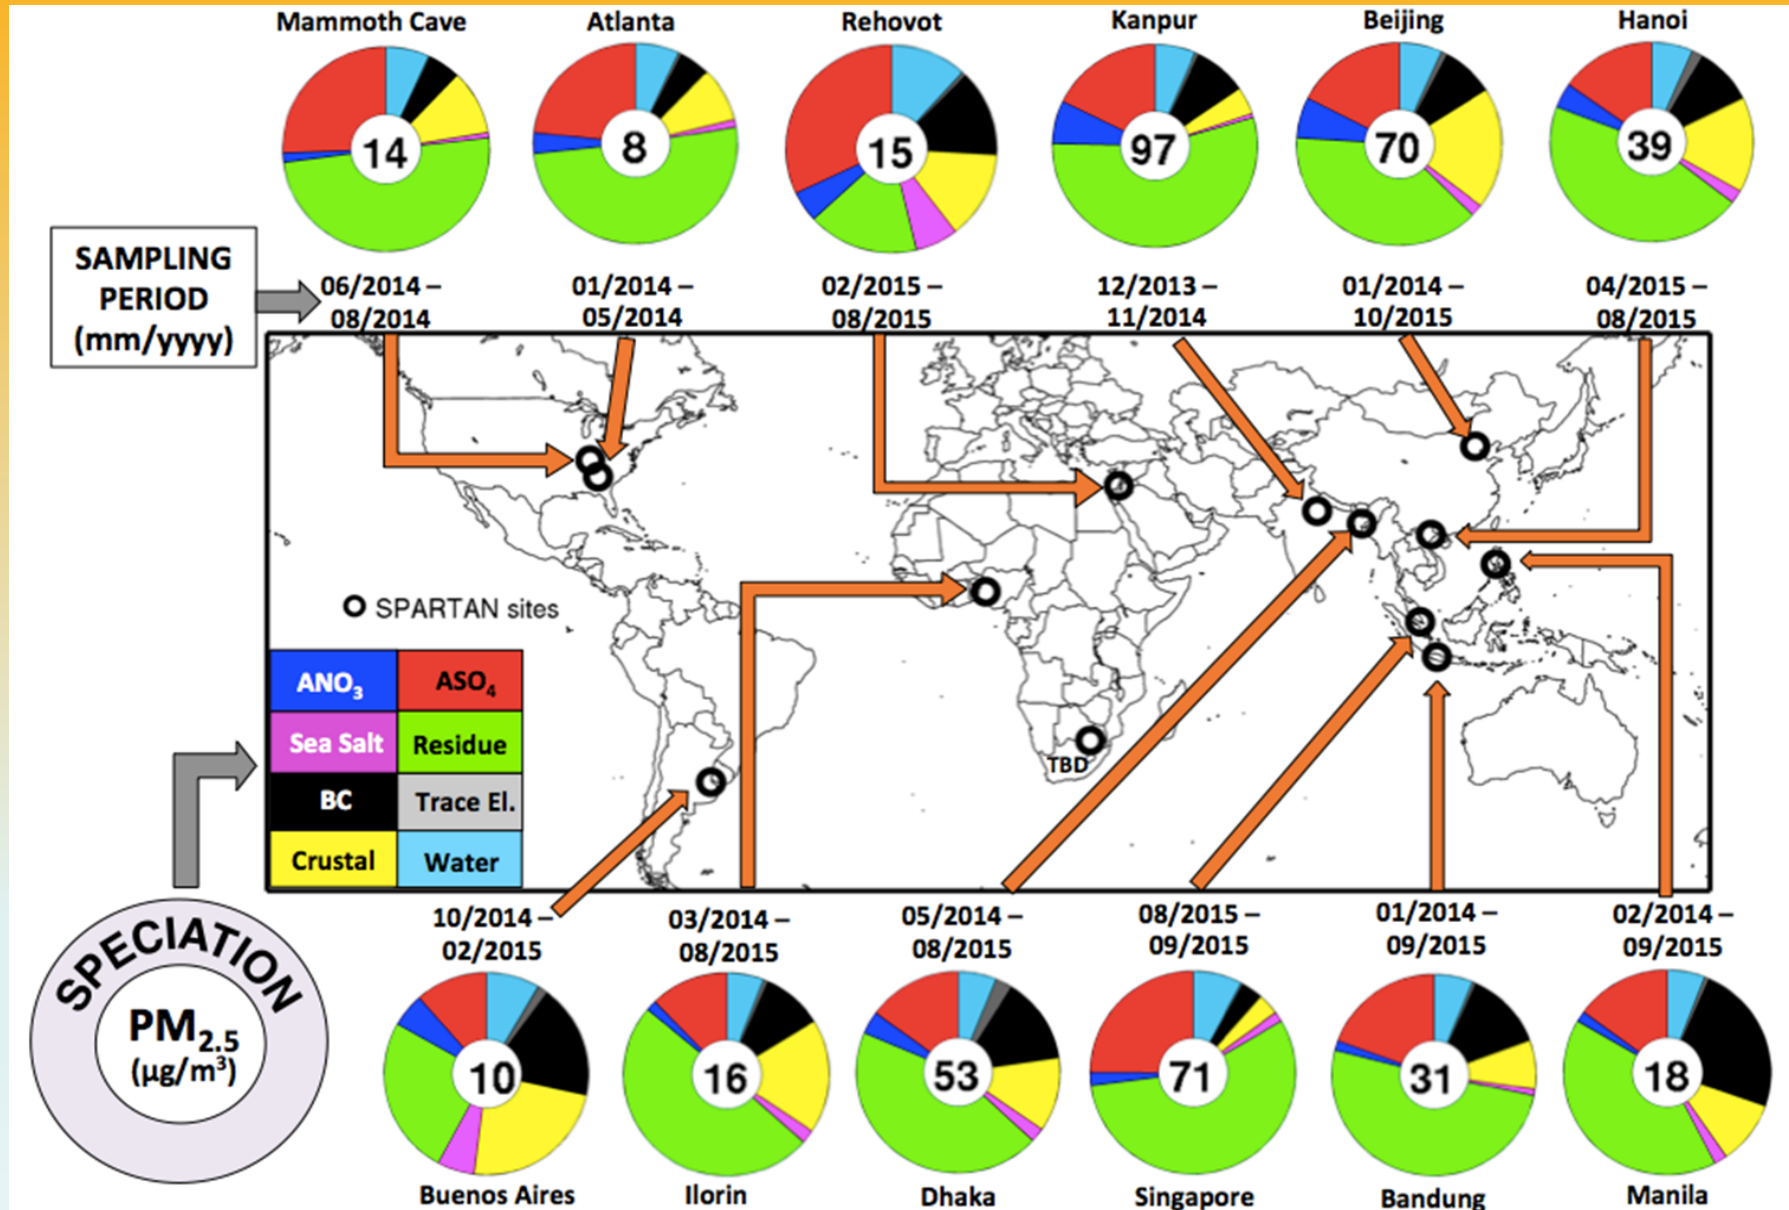 Mammoth Cave
Atlanta
Rehovot
Kanpur
Beijing
Hanoi
14
8
15
97
70
39
SAMPLING
PERIOD
(mm/yyyy)
06/2014 –
08/2014
01/2014 –
05/2014
02/2015 –
08/2015
12/2013 –
11/2014
01/2014 –
10/2015
04/2015 –
08/2015
SPARTAN sites
ANO₃
ASO₄
Sea Salt
Residue
BC
Trace El.
Crustal
Water
TBD
SPECIATION
PM₂.₅
(µg/m³)
10/2014 –
02/2015
03/2014 –
08/2015
05/2014 –
08/2015
08/2015 –
09/2015
01/2014 –
09/2015
02/2014 –
09/2015
10
16
53
71
31
18
Buenos Aires
Ilorin
Dhaka
Singapore
Bandung
Manila